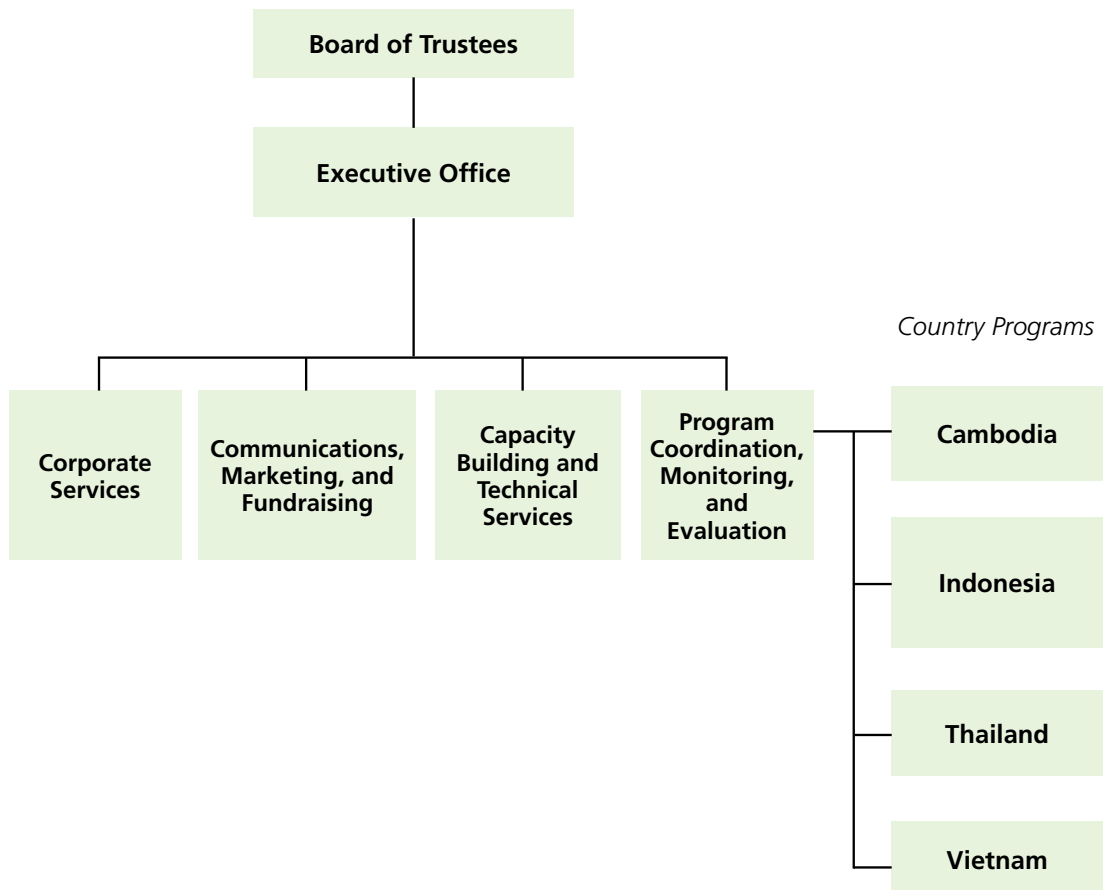 Board of Trustees
Executive Office
Country Programs
Corporate
Services
Communications,
Marketing, and
Fundraising
Capacity
Building and
Technical
Services
Program
Coordination,
Monitoring,
and
Evaluation
Cambodia
Indonesia
Thailand
Vietnam